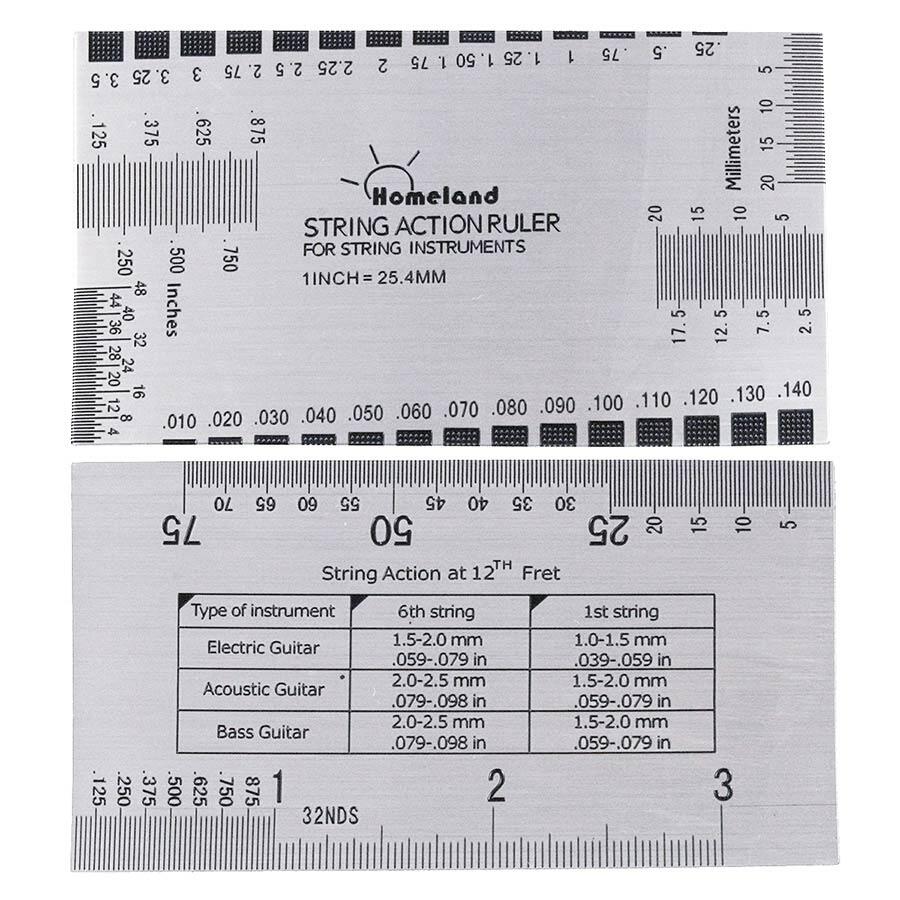 3.5 3.25 3 2.75 2.5 2.25 2 1.75 1.50 1.25 1 .75 .5 .25
.125 .375 .625 .875
.250 .500 .750
Inches
48 44 40 36 32 28 24 20 16 12 8 4
5 10 15 20
Millimeters
20 15 10 5
17.5 12.5 7.5 2.5
Homeland
STRING ACTION RULER
FOR STRING INSTRUMENTS
1INCH = 25.4MM
.010 .020 .030 .040 .050 .060 .070 .080 .090 .100 .110 .120 .130 .140
75 70 65 60 55 50 45 40 35 30 25 20 15 10 5
String Action at 12TH Fret
Type of instrument 6th string 1st string
Electric Guitar 1.5-2.0 mm 1.0-1.5 mm
.059-.079 in .039-.059 in
Acoustic Guitar 2.0-2.5 mm 1.5-2.0 mm
.079-.098 in .059-.079 in
Bass Guitar 2.0-2.5 mm 1.5-2.0 mm
.079-.098 in .059-.079 in
.125 .250 .375 .500 .625 .750 .875 1 2 3
32NDS